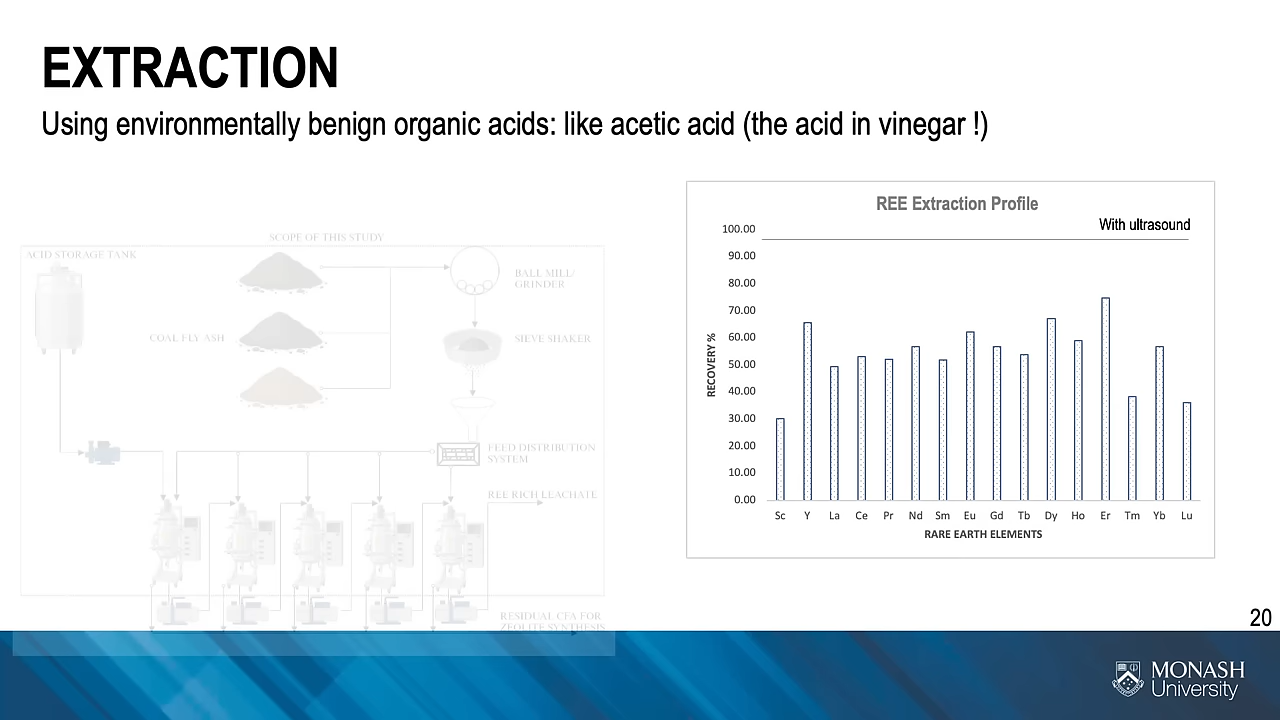 EXTRACTION
Using environmentally benign organic acids: like acetic acid (the acid in vinegar !)
SCOPE OF THIS STUDY
ACID STORAGE TANK
BALL MILL/
GRINDER
COAL FLY ASH
SIEVE SHAKER
FEED DISTRIBUTION
SYSTEM
REE RICH LEACHATE
RESIDUAL CFA FOR
ZEOLITE SYNTHESIS
REE Extraction Profile
With ultrasound
100.00
90.00
80.00
70.00
60.00
50.00
40.00
30.00
20.00
10.00
0.00
RECOVERY %
Sc Y La Ce Pr Nd Sm Eu Gd Tb Dy Ho Er Tm Yb Lu
RARE EARTH ELEMENTS
20
MONASH
University